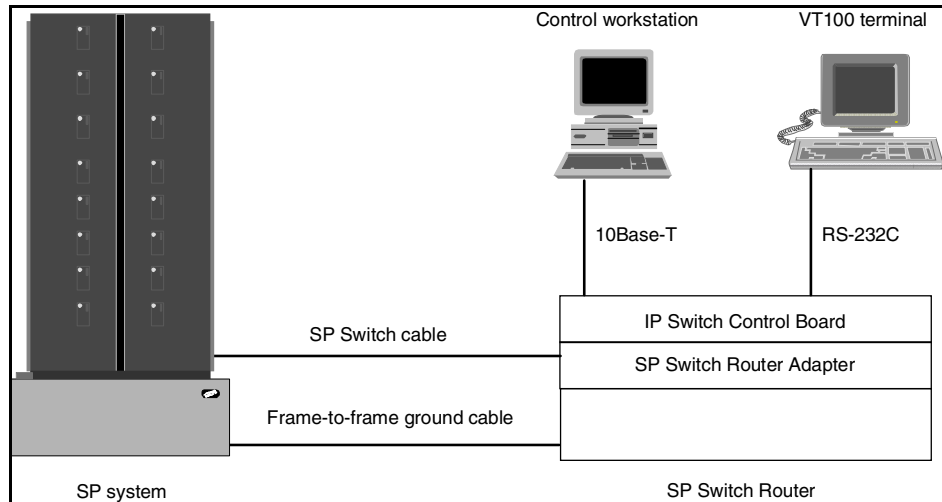 Control workstation
VT100 terminal
10Base-T
RS-232C
IP Switch Control Board
SP Switch cable
SP Switch Router Adapter
Frame-to-frame ground cable
SP system
SP Switch Router